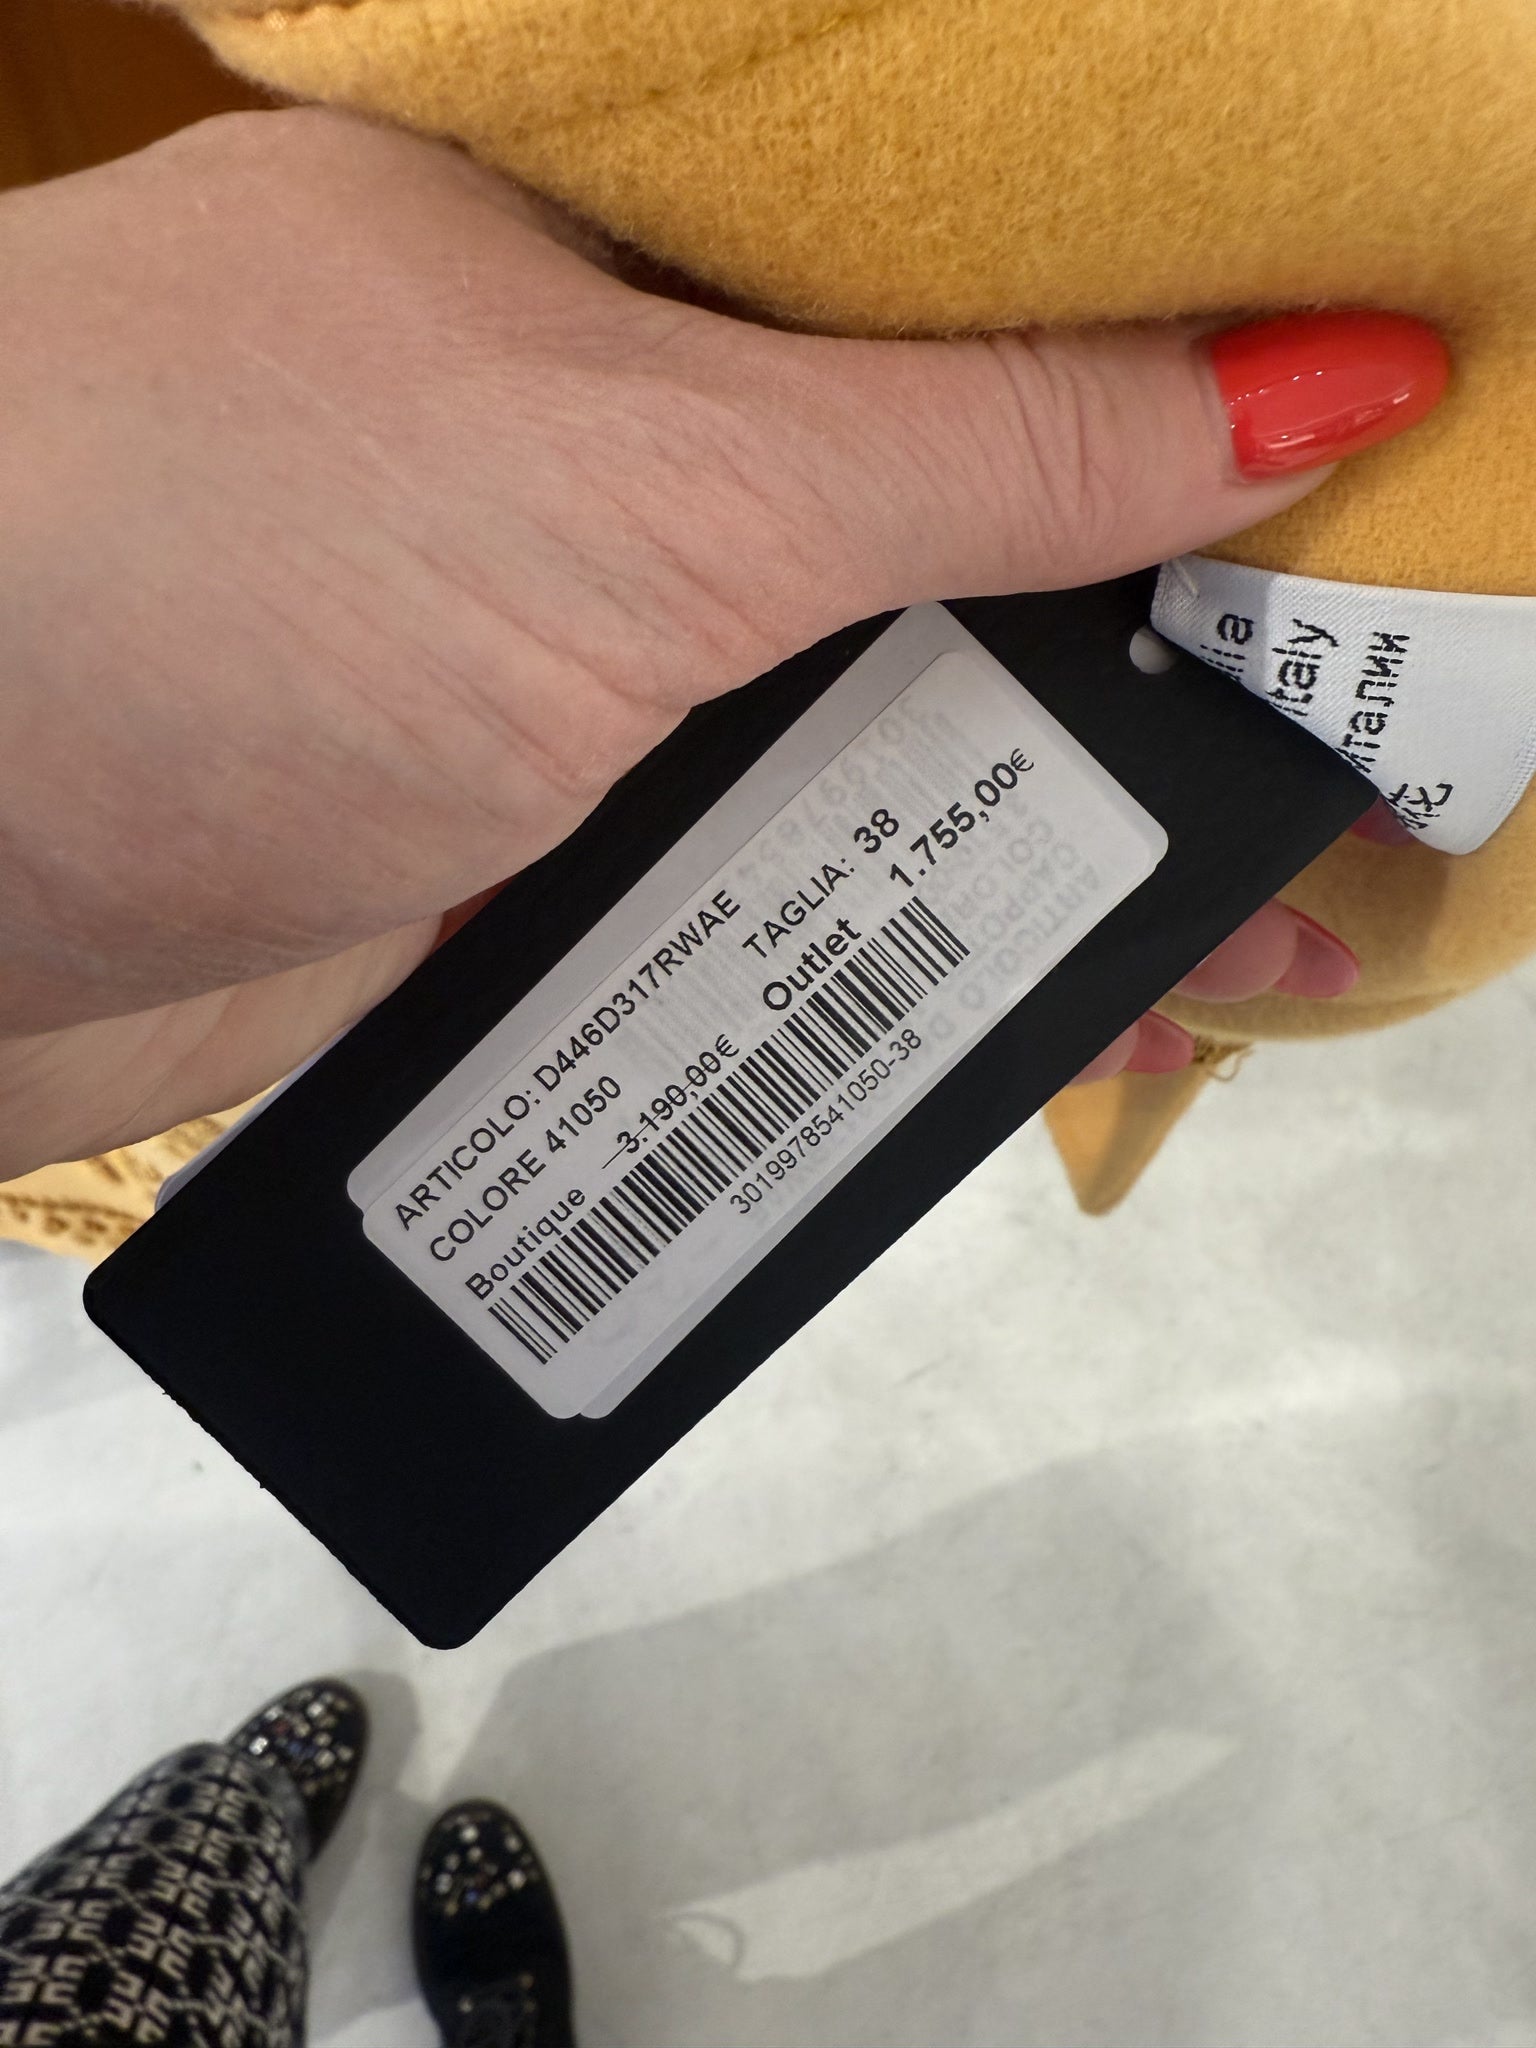 ARTICOLO: D446D317RWAE
COLORE 41050 TAGLIA: 38
Boutique 3.190,00€ Outlet 1.755,00€
3019978541050-38
Italy